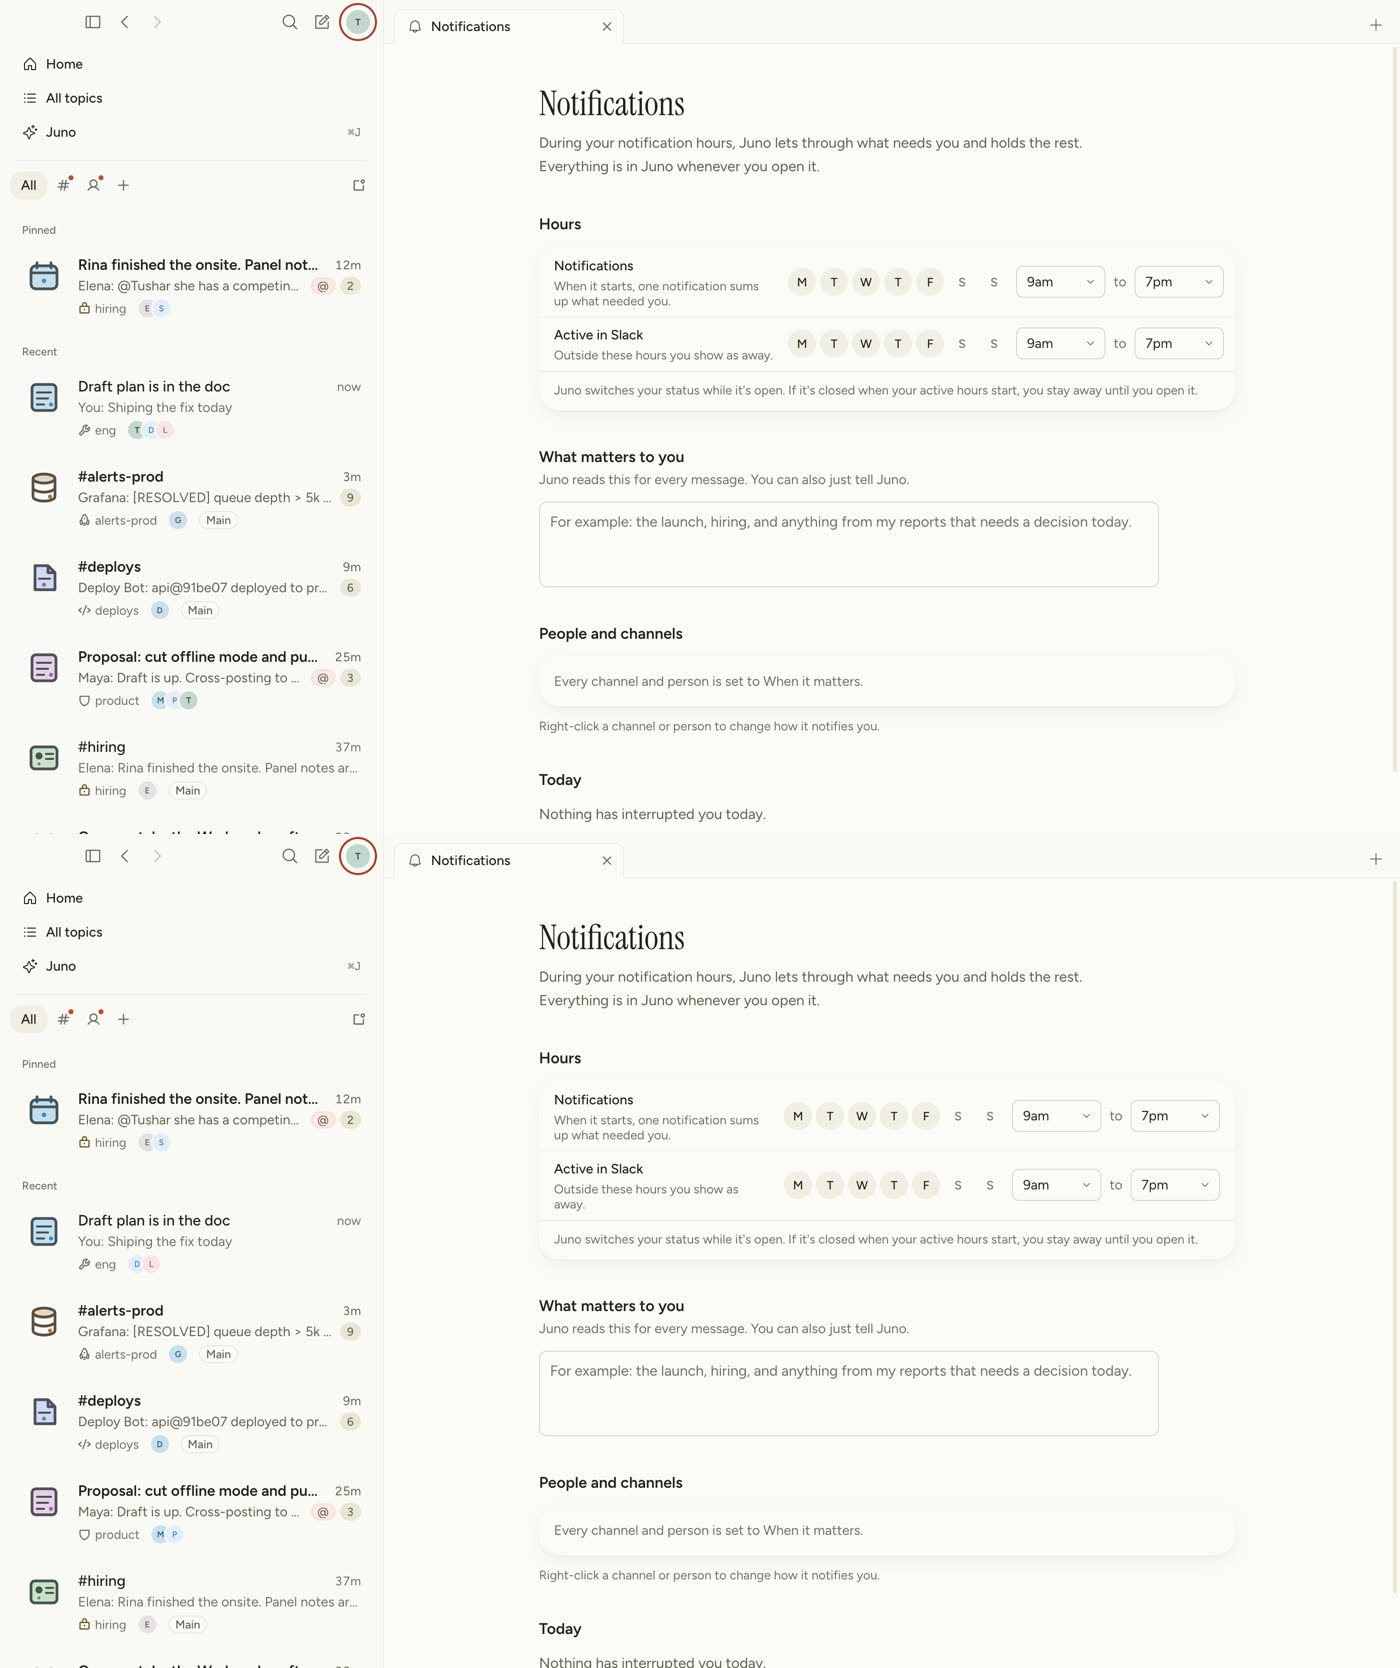 T
Notifications
Home
All topics
Juno ⌘J
All
Pinned
Rina finished the onsite. Panel not... 12m
Elena: @Tushar she has a competin... @ 2
hiring E S
Recent
Draft plan is in the doc now
You: Shiping the fix today
eng T D L
#alerts-prod 3m
Grafana: [RESOLVED] queue depth > 5k ... 9
alerts-prod G Main
#deploys 9m
Deploy Bot: api@91be07 deployed to pr... 6
deploys D Main
Proposal: cut offline mode and pu... 25m
Maya: Draft is up. Cross-posting to ... @ 3
product M P T
#hiring 37m
Elena: Rina finished the onsite. Panel notes ar...
hiring E Main
Notifications
During your notification hours, Juno lets through what needs you and holds the rest.
Everything is in Juno whenever you open it.
Hours
Notifications
When it starts, one notification sums
up what needed you.
M T W T F S S 9am to 7pm
Active in Slack
Outside these hours you show as away.
M T W T F S S 9am to 7pm
Juno switches your status while it's open. If it's closed when your active hours start, you stay away until you open it.
What matters to you
Juno reads this for every message. You can also just tell Juno.
For example: the launch, hiring, and anything from my reports that needs a decision today.
People and channels
Every channel and person is set to When it matters.
Right-click a channel or person to change how it notifies you.
Today
Nothing has interrupted you today.
T
Notifications
Home
All topics
Juno ⌘J
All
Pinned
Rina finished the onsite. Panel not... 12m
Elena: @Tushar she has a competin... @ 2
hiring E S
Recent
Draft plan is in the doc now
You: Shiping the fix today
eng D L
#alerts-prod 3m
Grafana: [RESOLVED] queue depth > 5k ... 9
alerts-prod G Main
#deploys 9m
Deploy Bot: api@91be07 deployed to pr... 6
deploys D Main
Proposal: cut offline mode and pu... 25m
Maya: Draft is up. Cross-posting to ... @ 3
product M P
#hiring 37m
Elena: Rina finished the onsite. Panel notes ar...
hiring E Main
Notifications
During your notification hours, Juno lets through what needs you and holds the rest.
Everything is in Juno whenever you open it.
Hours
Notifications
When it starts, one notification sums
up what needed you.
M T W T F S S 9am to 7pm
Active in Slack
Outside these hours you show as
away.
M T W T F S S 9am to 7pm
Juno switches your status while it's open. If it's closed when your active hours start, you stay away until you open it.
What matters to you
Juno reads this for every message. You can also just tell Juno.
For example: the launch, hiring, and anything from my reports that needs a decision today.
People and channels
Every channel and person is set to When it matters.
Right-click a channel or person to change how it notifies you.
Today
Nothing has interrupted you today.